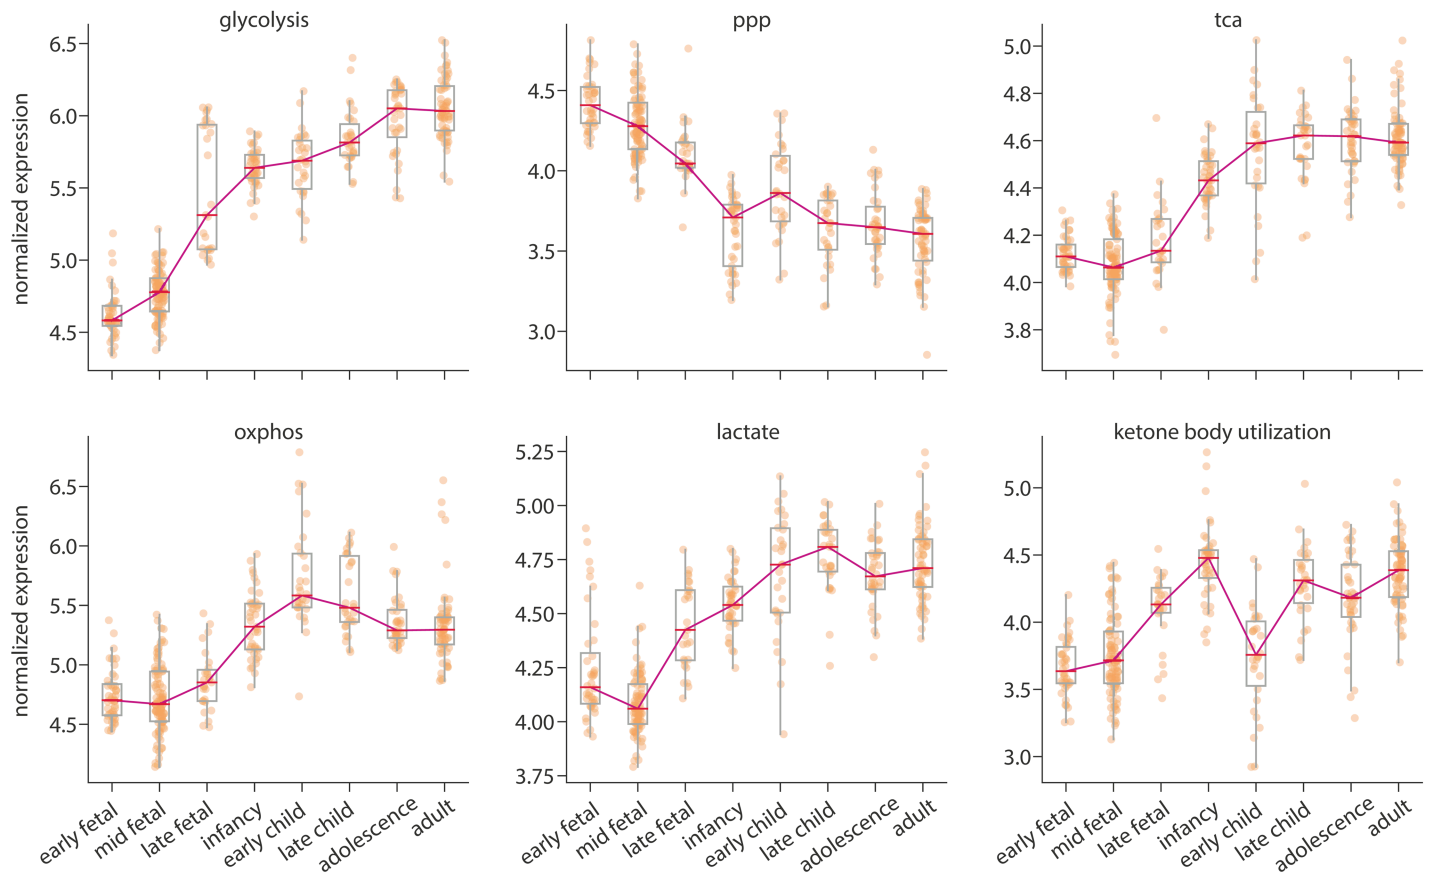 glycolysis
ppp
tca
normalized expression
6.5
6.0
5.5
5.0
4.5
4.5
4.0
3.5
3.0
5.0
4.8
4.6
4.4
4.2
4.0
3.8
oxphos
lactate
ketone body utilization
normalized expression
6.5
6.0
5.5
5.0
4.5
5.25
5.00
4.75
4.50
4.25
4.00
3.75
5.0
4.5
4.0
3.5
3.0
early fetal
mid fetal
late fetal
infancy
early child
late child
adolescence
adult
early fetal
mid fetal
late fetal
infancy
early child
late child
adolescence
adult
early fetal
mid fetal
late fetal
infancy
early child
late child
adolescence
adult